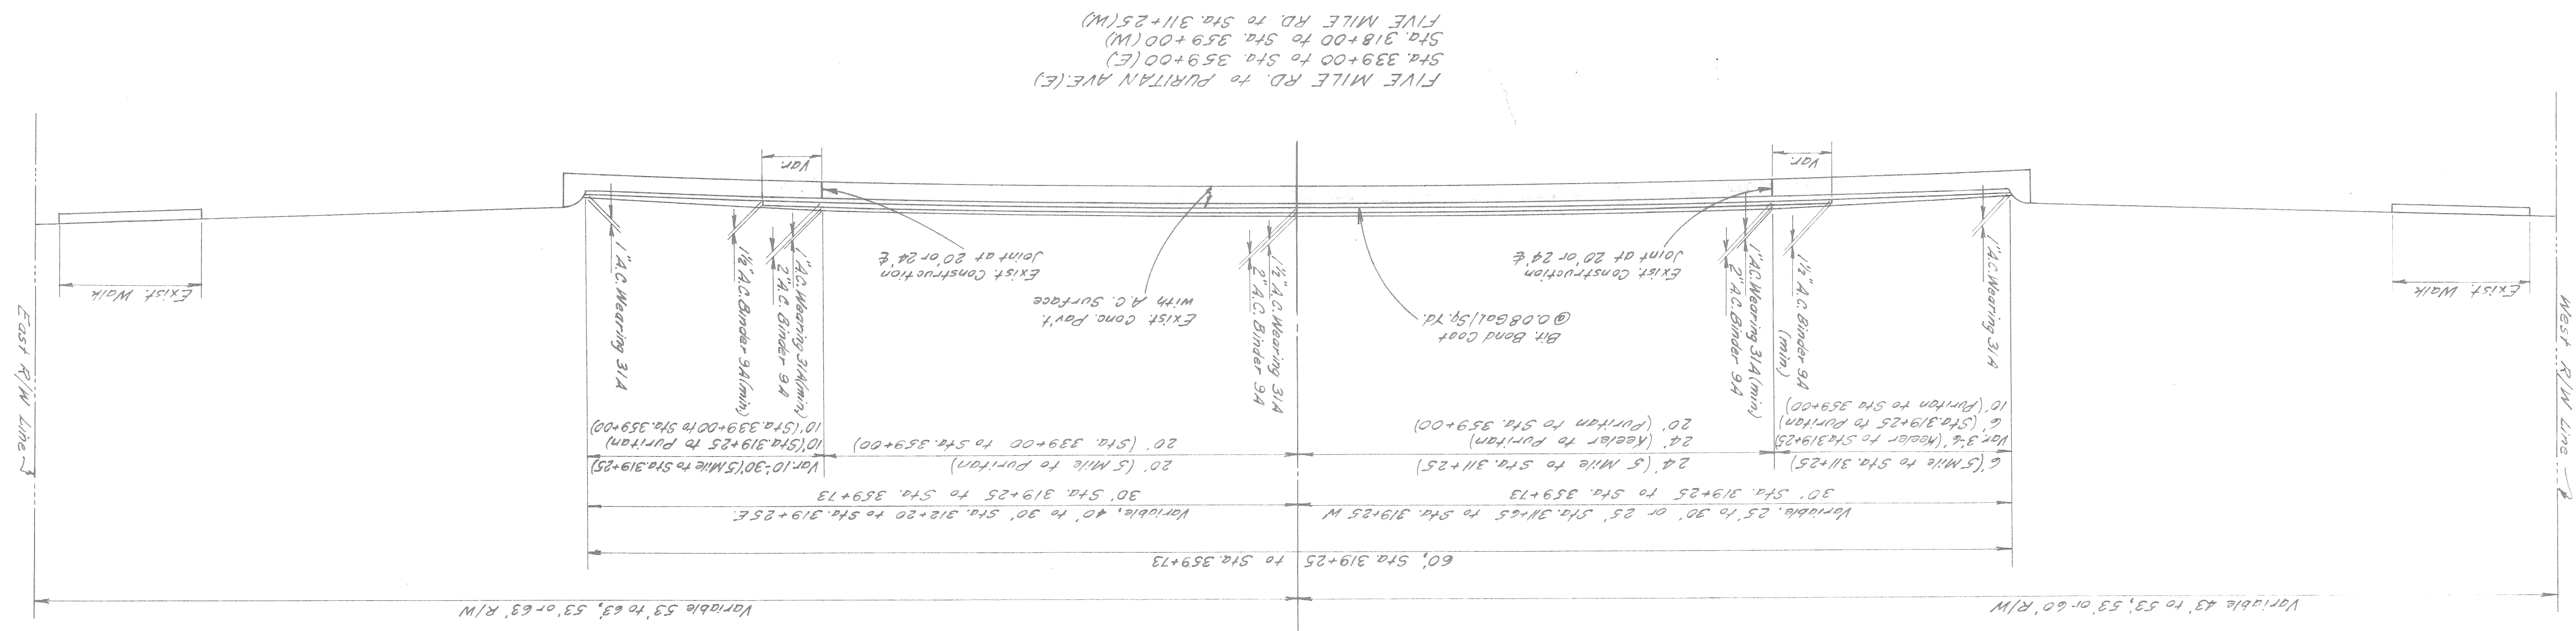 Variable 43' to 53', 53' or 60' R/W
Variable 53' to 63', 53' or 63' R/W
60', Sta. 319+25 to Sta. 359+73
Variable, 25' to 30' or 25' Sta. 311+65 to Sta. 319+25 W
Variable, 40' to 30' Sta. 312+20 to Sta. 319+25 E.
30' Sta. 319+25 to Sta. 359+73
30' Sta. 319+25 to Sta. 359+73
6' (5 Mile to Sta. 311+25)
Var. 3'-6' (Keeler to Sta. 319+25)
6' (Sta. 319+25 to Puritan)
10' (Puritan to Sta 359+00)
24' (5 Mile to Sta. 311+25)
24' (Keeler to Puritan)
20' (Puritan to Sta. 359+00)
20' (5 Mile to Puritan)
20' (Sta. 339+00 to Sta. 359+00)
Var. 10'-30' (5 Mile to Sta. 319+25)
10' (Sta. 319+25 to Puritan)
10' (Sta. 339+00 to Sta. 359+00)
West R/W Line
Exist. Walk
1" A.C. Wearing 31A
1½" A.C. Binder 9A
(min)
1" A.C. Wearing 31A (min)
2" A.C. Binder 9A
Exist. Construction
Joint at 20' or 24' ⅊
Bit. Bond Coat
@ 0.08 Gal/Sq. Yd.
1½" A.C. Wearing 31A
2" A.C. Binder 9A
Exist. Conc. Pav't.
with A.C. Surface
Exist. Construction
Joint at 20' or 24' ⅊
1" A.C. Wearing 31A (min)
2" A.C. Binder 9A
1½" A.C. Binder 9A (min)
1" A.C. Wearing 31A
Exist. Walk
East R/W Line
Var.
Var.
FIVE MILE RD. to PURITAN AVE. (E)
Sta. 339+00 to Sta. 359+00 (E)
Sta. 318+00 to Sta. 359+00 (W)
FIVE MILE RD. to Sta. 311+25 (W)